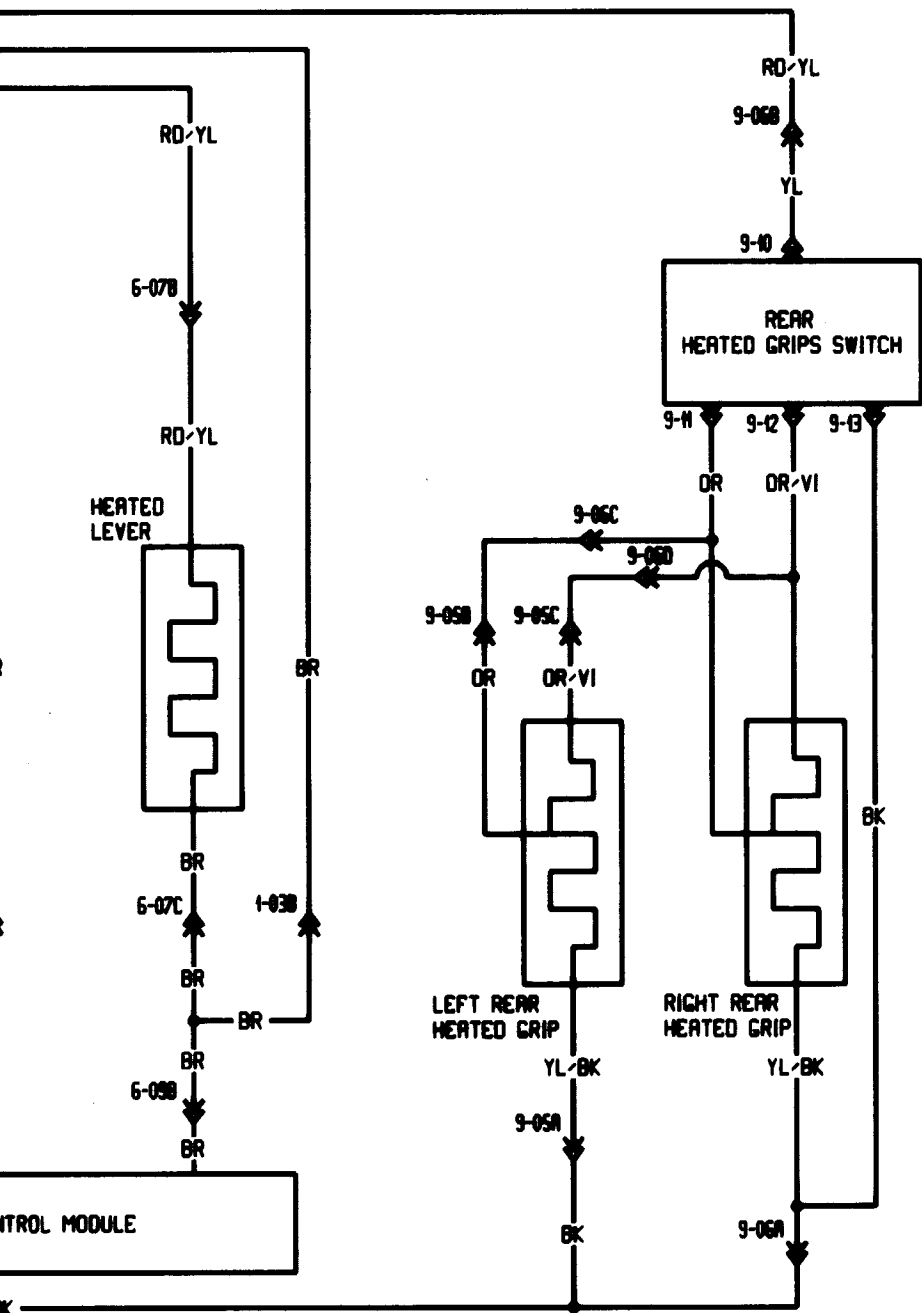 RD/YL
9-06B
RD/YL
YL
9-10
6-07B
REAR
HEATED GRIPS SWITCH
9-11
9-12
9-13
RD/YL
OR
OR/VI
HEATED
LEVER
9-06C
9-06D
9-05B
9-05C
BR
OR
OR/VI
BK
BR
6-07C
1-03B
BR
LEFT REAR
HEATED GRIP
RIGHT REAR
HEATED GRIP
BR
BR
YL/BK
YL/BK
6-09B
9-05A
BR
NTROL MODULE
BK
9-06A
K